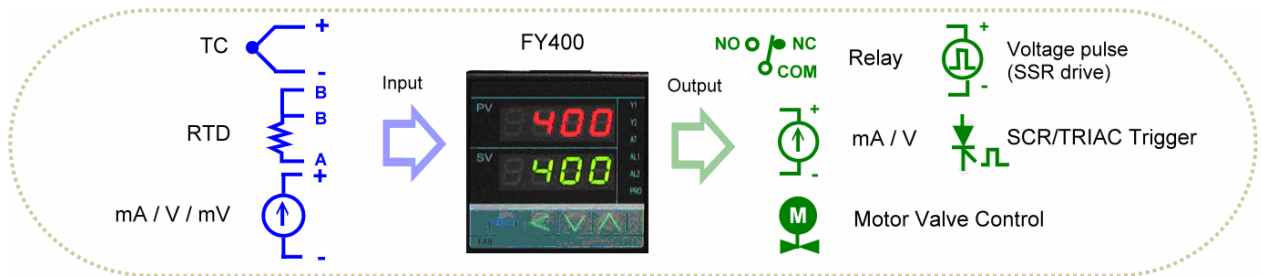 TC
+
-
B
B
RTD
A
+
mA / V / mV
-
Input
FY400
PV
400
SV
400
Y1
Y2
AT
AL1
AL2
PRO
Output
NO
NC
COM
Relay
+
-
Voltage pulse
(SSR drive)
+
-
mA / V
SCR/TRIAC Trigger
M
Motor Valve Control